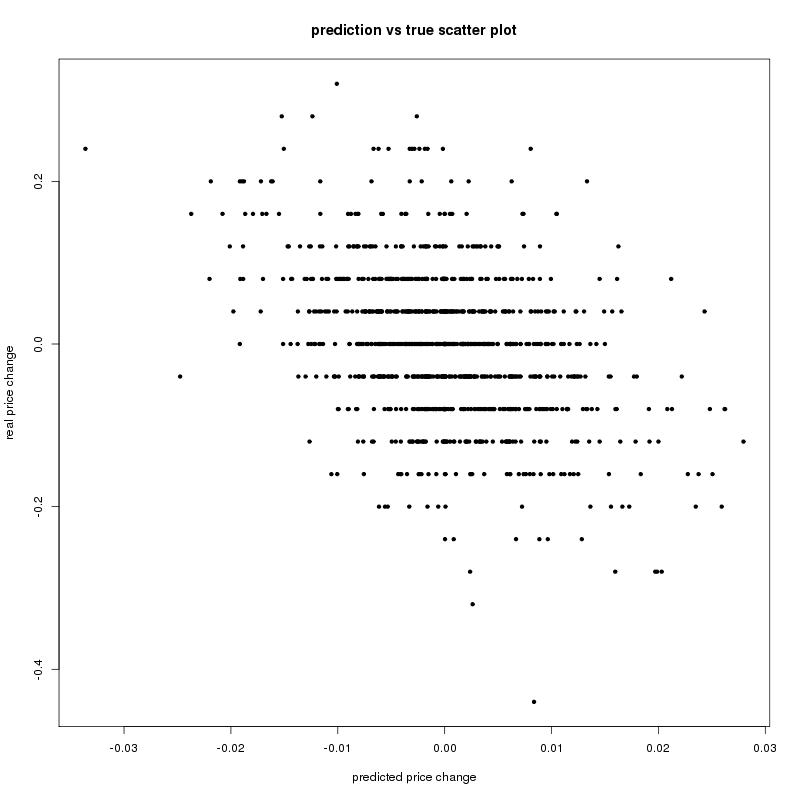 prediction vs true scatter plot
real price change
0.2
0.0
-0.2
-0.4
-0.03 -0.02 -0.01 0.00 0.01 0.02 0.03
predicted price change